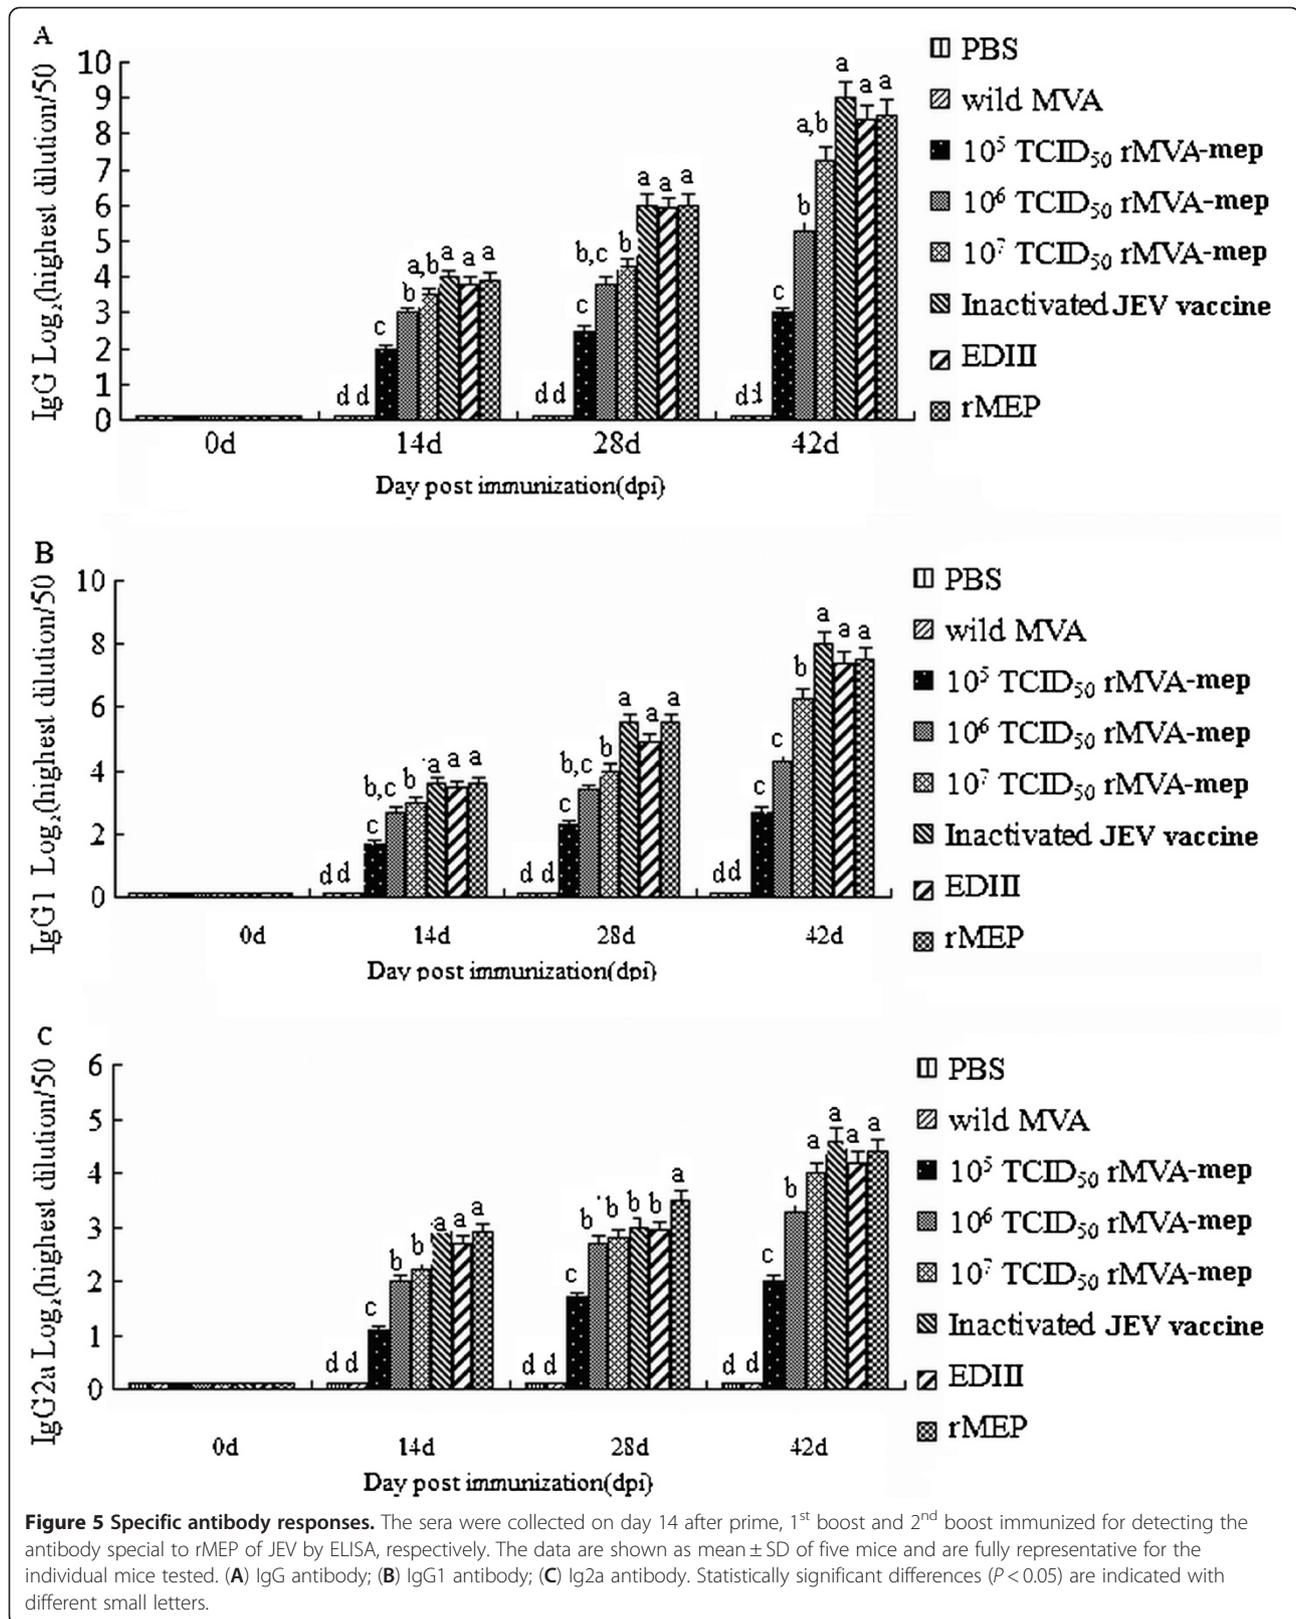 A
IgG Log₂(highest dilution/50)
10
9
8
7
6
5
4
3
2
1
0
d d c b a,b a a a
d d c b,c b a a a
d d c b a,b a a a
0d 14d 28d 42d
Day post immunization(dpi)
PBS
wild MVA
10⁵ TCID₅₀ rMVA-mep
10⁶ TCID₅₀ rMVA-mep
10⁷ TCID₅₀ rMVA-mep
Inactivated JEV vaccine
EDIII
rMEP
B
IgG1 Log₂(highest dilution/50)
10
8
6
4
2
0
d d c b,c b a a a
d d c b,c b a a a
d d c c b a a a
0d 14d 28d 42d
Day post immunization(dpi)
PBS
wild MVA
10⁵ TCID₅₀ rMVA-mep
10⁶ TCID₅₀ rMVA-mep
10⁷ TCID₅₀ rMVA-mep
Inactivated JEV vaccine
EDIII
rMEP
C
IgG2a Log₂(highest dilution/50)
6
5
4
3
2
1
0
d d c b b a a a
d d c b b b b a
d d c b a a a a
0d 14d 28d 42d
Day post immunization(dpi)
PBS
wild MVA
10⁵ TCID₅₀ rMVA-mep
10⁶ TCID₅₀ rMVA-mep
10⁷ TCID₅₀ rMVA-mep
Inactivated JEV vaccine
EDIII
rMEP
Figure 5 Specific antibody responses. The sera were collected on day 14 after prime, 1st boost and 2nd boost immunized for detecting the
antibody special to rMEP of JEV by ELISA, respectively. The data are shown as mean ± SD of five mice and are fully representative for the
individual mice tested. (A) IgG antibody; (B) IgG1 antibody; (C) Ig2a antibody. Statistically significant differences (P < 0.05) are indicated with
different small letters.